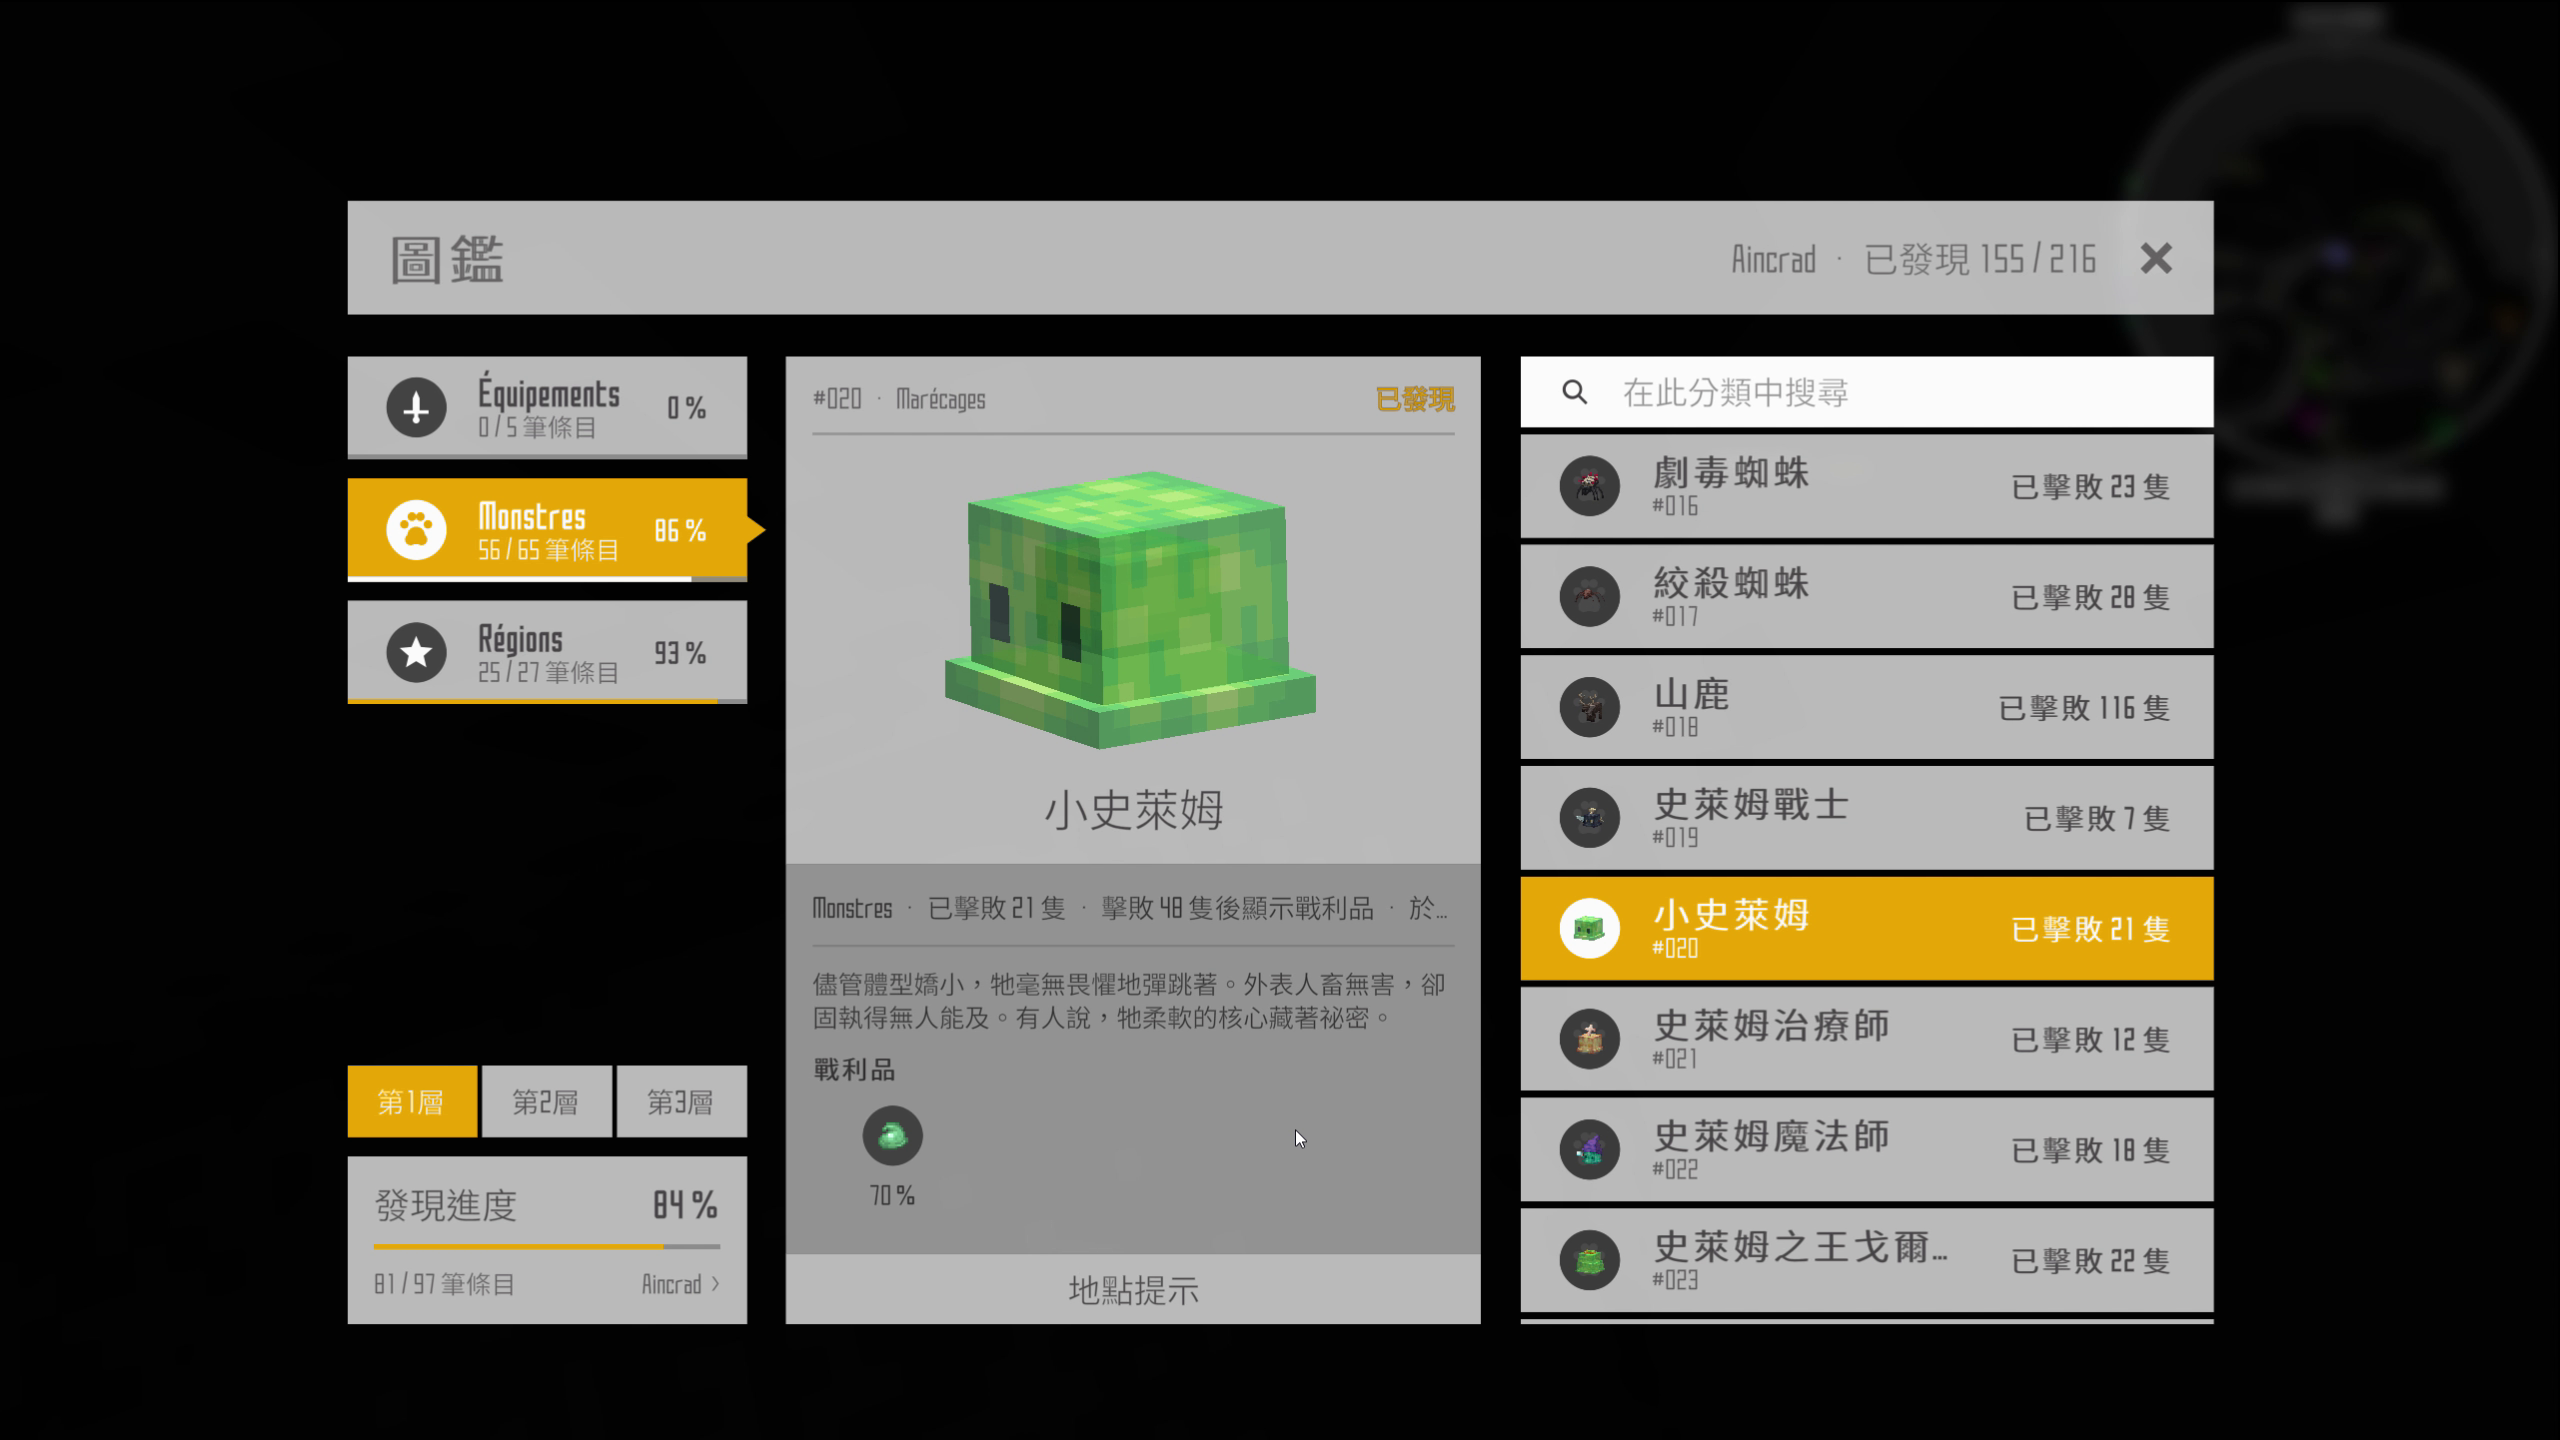 圖鑑
Aincrad · 已發現 155 / 216
Équipements
0 / 5 筆條目
0 %
Monstres
56 / 65 筆條目
86 %
Régions
25 / 27 筆條目
93 %
第1層
第2層
第3層
發現進度
84 %
81 / 97 筆條目
Aincrad >
#020 · Marécages
已發現
小史萊姆
Monstres · 已擊敗 21 隻 · 擊敗 48 隻後顯示戰利品 · 於...
儘管體型嬌小，牠毫無畏懼地彈跳著。外表人畜無害，卻
固執得無人能及。有人說，牠柔軟的核心藏著祕密。
戰利品
70 %
地點提示
在此分類中搜尋
劇毒蜘蛛
#016
已擊敗 23 隻
絞殺蜘蛛
#017
已擊敗 28 隻
山鹿
#018
已擊敗 116 隻
史萊姆戰士
#019
已擊敗 7 隻
小史萊姆
#020
已擊敗 21 隻
史萊姆治療師
#021
已擊敗 12 隻
史萊姆魔法師
#022
已擊敗 18 隻
史萊姆之王戈爾...
#023
已擊敗 22 隻